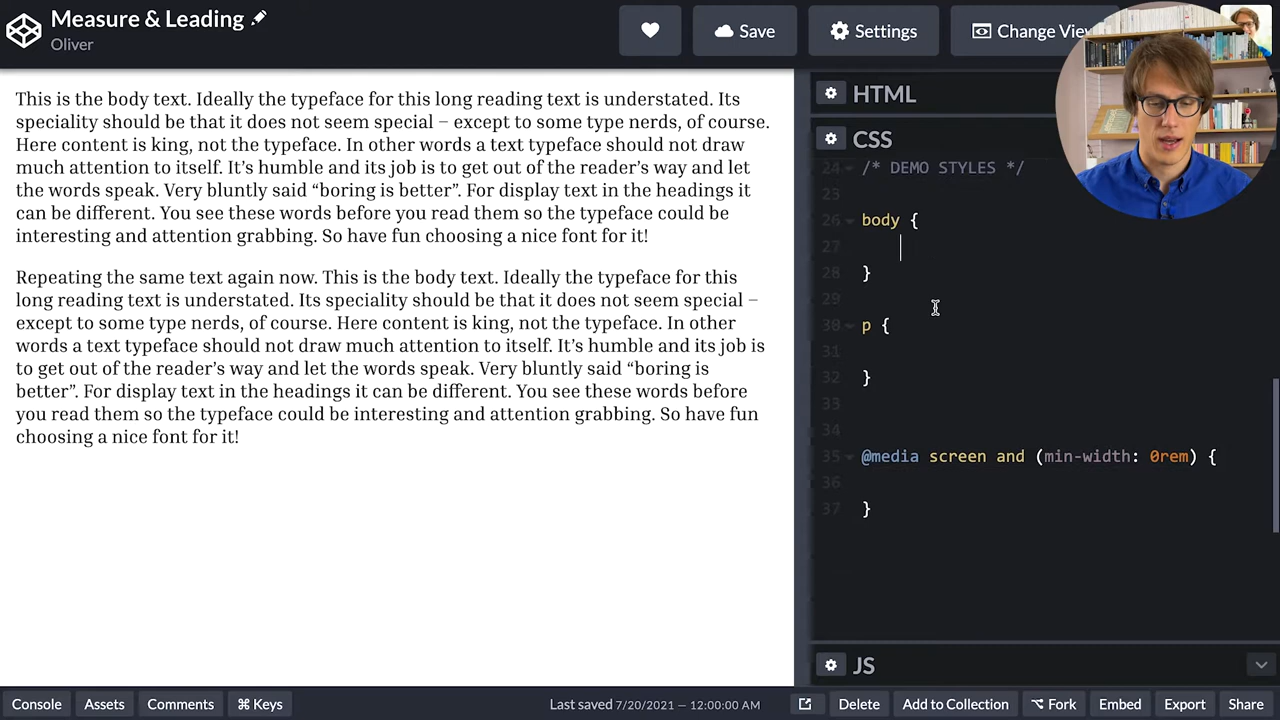 Measure & Leading
Oliver
Save
Settings
Change View
This is the body text. Ideally the typeface for this long reading text is understated. Its
speciality should be that it does not seem special – except to some type nerds, of course.
Here content is king, not the typeface. In other words a text typeface should not draw
much attention to itself. It’s humble and its job is to get out of the reader’s way and let
the words speak. Very bluntly said “boring is better”. For display text in the headings it
can be different. You see these words before you read them so the typeface could be
interesting and attention grabbing. So have fun choosing a nice font for it!
Repeating the same text again now. This is the body text. Ideally the typeface for this
long reading text is understated. Its speciality should be that it does not seem special –
except to some type nerds, of course. Here content is king, not the typeface. In other
words a text typeface should not draw much attention to itself. It’s humble and its job is
to get out of the reader’s way and let the words speak. Very bluntly said “boring is
better”. For display text in the headings it can be different. You see these words before
you read them so the typeface could be interesting and attention grabbing. So have fun
choosing a nice font for it!
HTML
CSS
24 /* DEMO STYLES */
23
26 body {
27
28 }
29
30 p {
31
32 }
33
34
35 @media screen and (min-width: 0rem) {
36
37 }
JS
Console
Assets
Comments
⌘ Keys
Last saved 7/20/2021 — 12:00:00 AM
Delete
Add to Collection
Fork
Embed
Export
Share